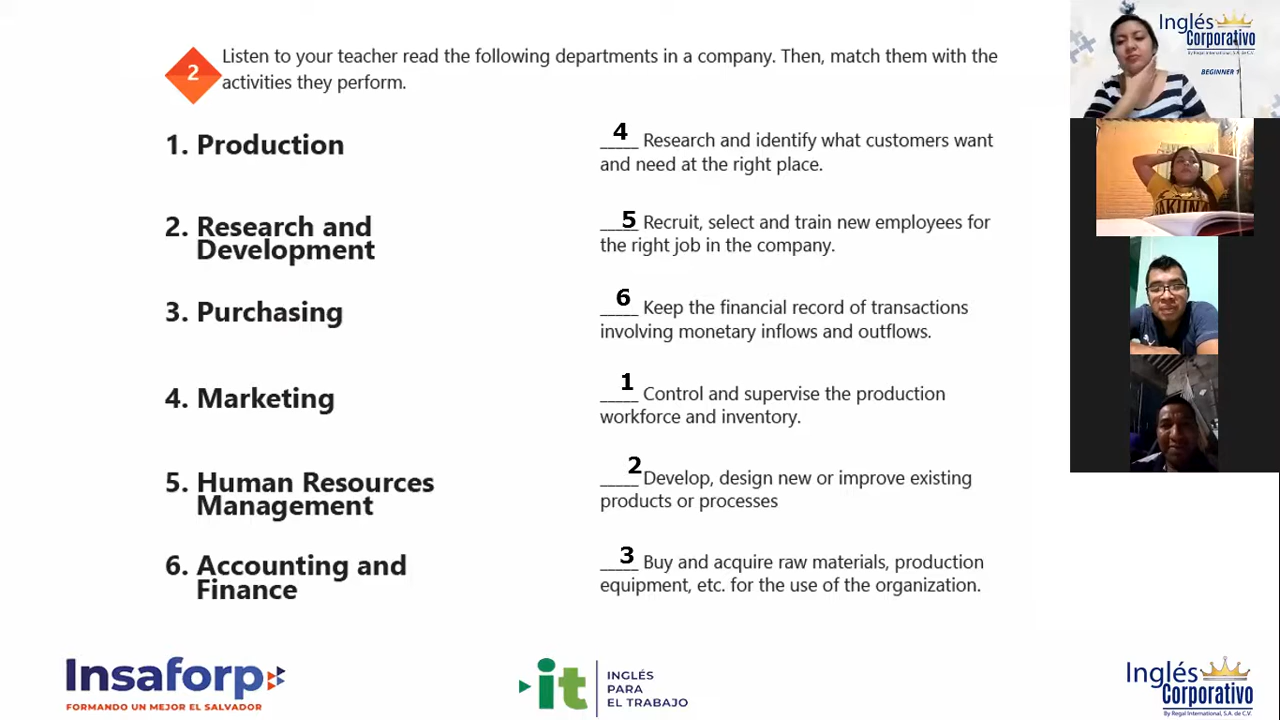 2
Listen to your teacher read the following departments in a company. Then, match them with the
activities they perform.
1. Production
4 Research and identify what customers want
and need at the right place.
2. Research and
Development
5 Recruit, select and train new employees for
the right job in the company.
3. Purchasing
6 Keep the financial record of transactions
involving monetary inflows and outflows.
4. Marketing
1 Control and supervise the production
workforce and inventory.
5. Human Resources
Management
2 Develop, design new or improve existing
products or processes
6. Accounting and
Finance
3 Buy and acquire raw materials, production
equipment, etc. for the use of the organization.
Insaforp
FORMANDO UN MEJOR EL SALVADOR
it
INGLÉS
PARA
EL TRABAJO
Inglés
Corporativo
By Regal International, S.A. de C.V.
Inglés
Corporativo
By Regal International, S.A. de C.V.
BEGINNER 1